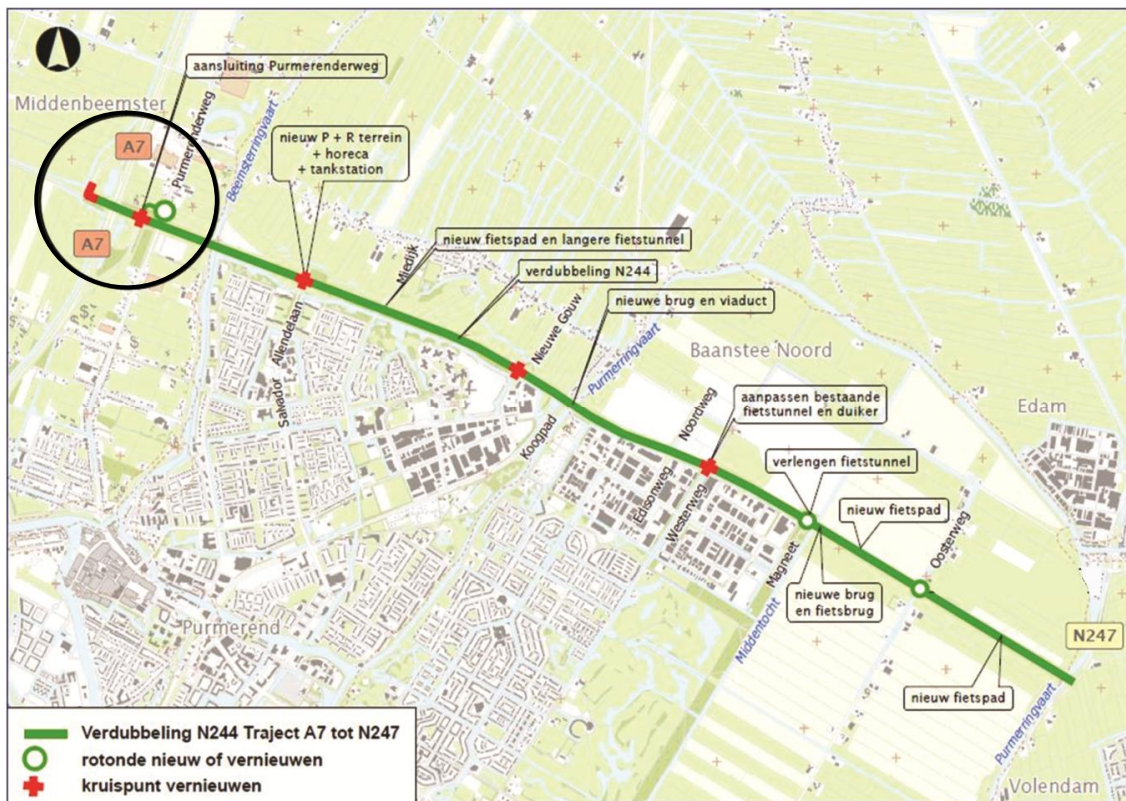 aansluiting Purmerenderweg
Middenbeemster
A7
Purmerenderweg
Beemsterringvaart
nieuw P + R terrein
+ horeca
+ tankstation
A7
nieuw fietspad en langere fietstunnel
Miedijk
verdubbeling N244
nieuwe brug en viaduct
Salvador Allendelaan
Nieuwe Gouw
Purmerringvaart
Baanstee Noord
Koogpad
Noordweg
aanpassen bestaande
fietstunnel en duiker
Edam
Edisonweg
Westerweg
verlengen fietstunnel
nieuw fietspad
Oosterweg
Magneet
nieuwe brug
en fietsbrug
Middentocht
Purmerend
N247
nieuw fietspad
Purmerringvaart
Volendam
Verdubbeling N244 Traject A7 tot N247
rotonde nieuw of vernieuwen
kruispunt vernieuwen